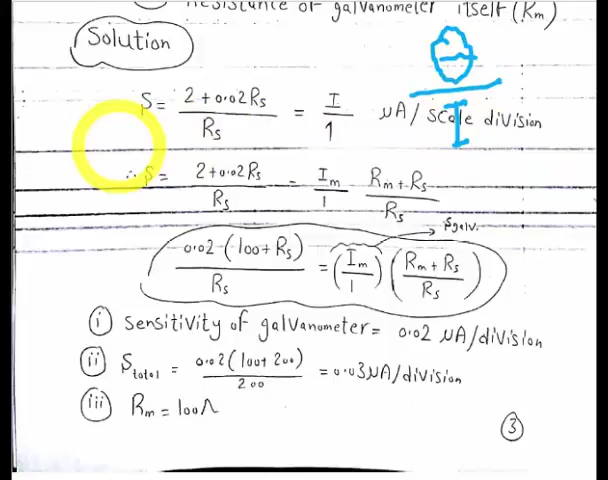 Resistance of galvanometer itself (Rm)
Solution
θ / I
S = (2 + 0.02 Rs) / Rs = I / 1 μA / scale division
∴ S = (2 + 0.02 Rs) / Rs = Im / 1 (Rm + Rs) / Rs
Sgalv.
0.02 (100 + Rs) / Rs = (Im / 1) ((Rm + Rs) / Rs)
(i) Sensitivity of galvanometer = 0.02 μA/division
(ii) Stotal = 0.02 (100 + 200) / 200 = 0.03 μA/division
(iii) Rm = 100 Ω
3